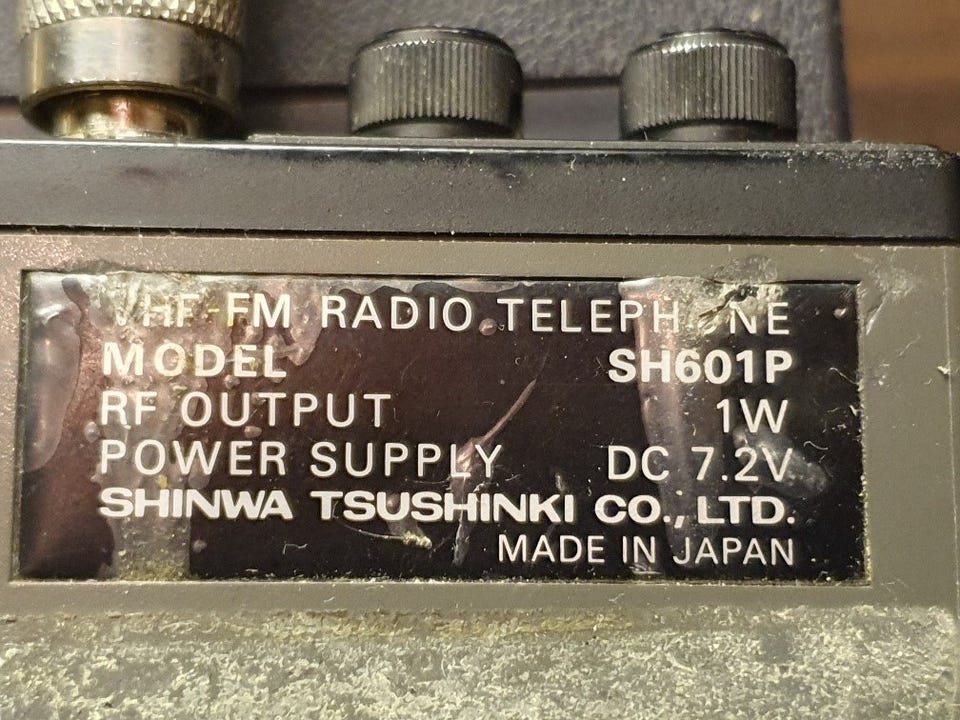 VHF-FM RADIO TELEPHONE
MODEL SH601P
RF OUTPUT 1W
POWER SUPPLY DC 7.2V
SHINWA TSUSHINKI CO., LTD.
MADE IN JAPAN